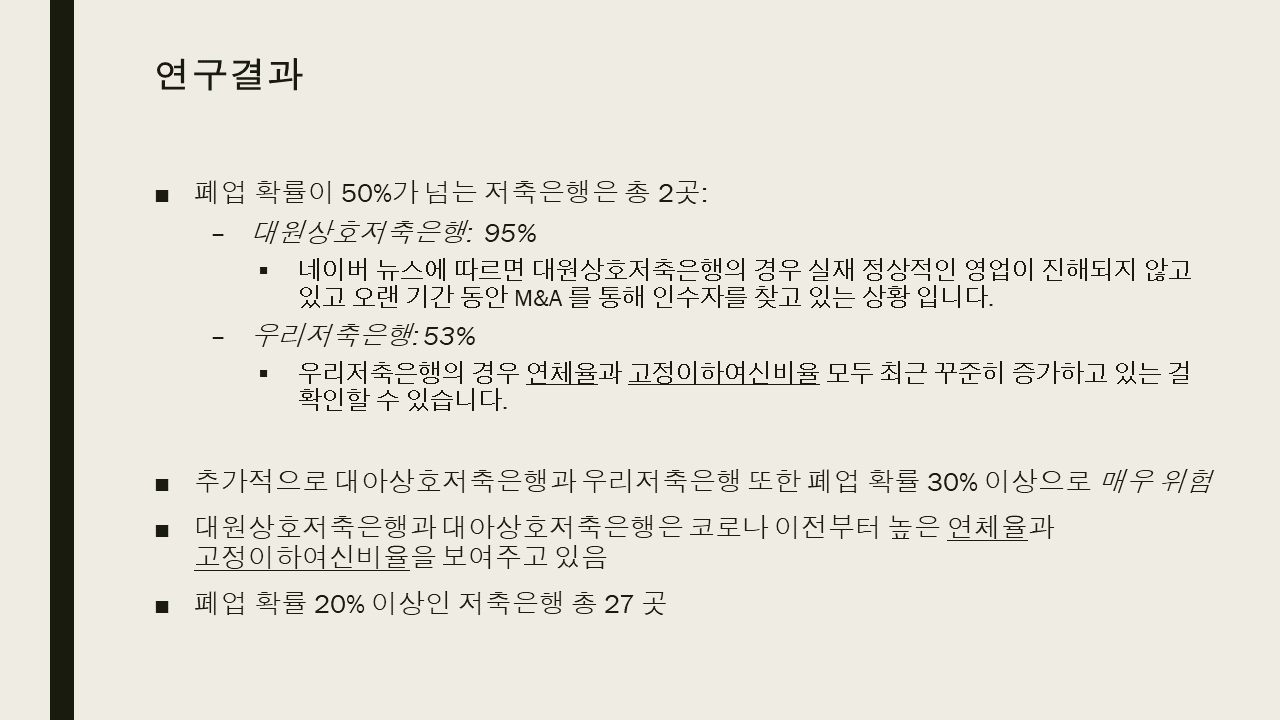 연구결과
■ 폐업 확률이 50%가 넘는 저축은행은 총 2곳:
– 대원상호저축은행: 95%
▪ 네이버 뉴스에 따르면 대원상호저축은행의 경우 실재 정상적인 영업이 진해되지 않고
있고 오랜 기간 동안 M&A 를 통해 인수자를 찾고 있는 상황 입니다.
– 우리저축은행: 53%
▪ 우리저축은행의 경우 연체율과 고정이하여신비율 모두 최근 꾸준히 증가하고 있는 걸
확인할 수 있습니다.
■ 추가적으로 대아상호저축은행과 우리저축은행 또한 폐업 확률 30% 이상으로 매우 위험
■ 대원상호저축은행과 대아상호저축은행은 코로나 이전부터 높은 연체율과
고정이하여신비율을 보여주고 있음
■ 폐업 확률 20% 이상인 저축은행 총 27 곳